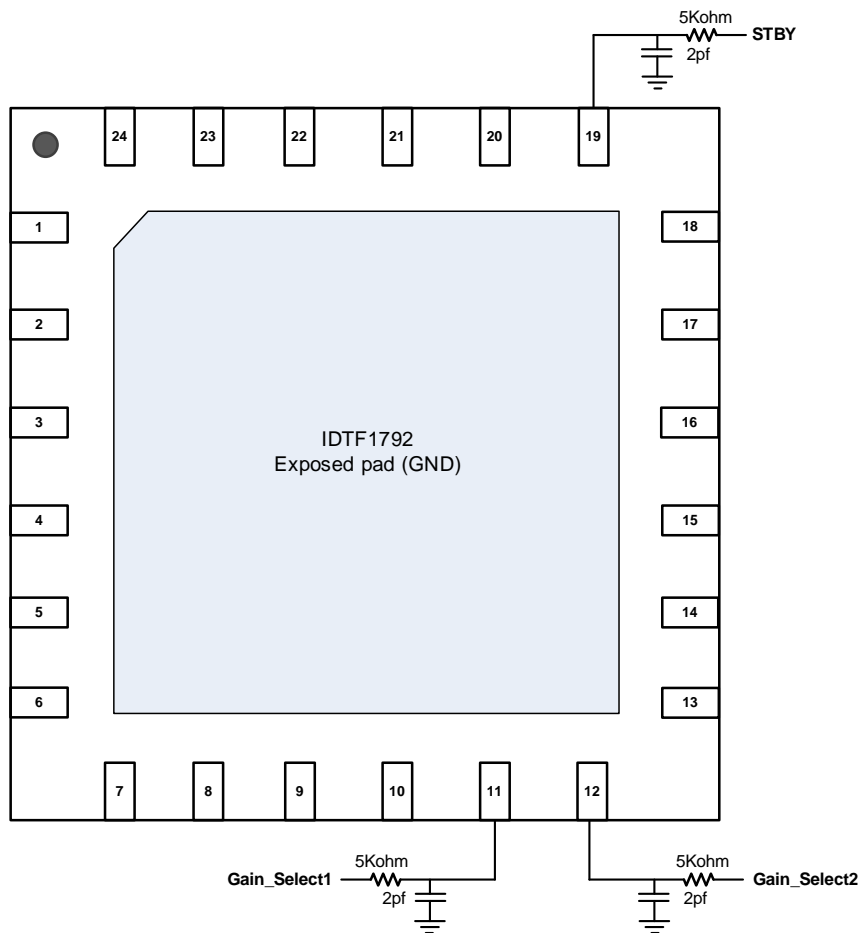 5Kohm
STBY
2pf
24 23 22 21 20 19
1
18
2
17
3
16
IDTF1792
Exposed pad (GND)
4
15
5
14
6
13
7 8 9 10 11 12
5Kohm
5Kohm
Gain_Select1
Gain_Select2
2pf
2pf